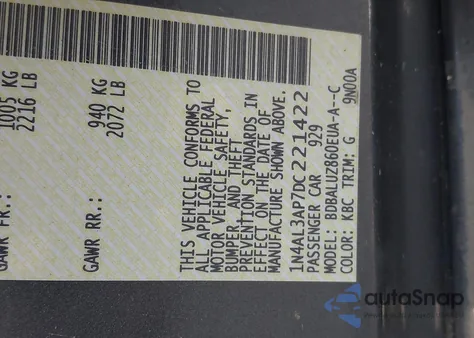 GAWR FR.: 1005 KG
2216 LB
GAWR RR.: 940 KG
2072 LB
THIS VEHICLE CONFORMS TO
ALL APPLICABLE FEDERAL
MOTOR VEHICLE SAFETY,
BUMPER, AND THEFT
PREVENTION STANDARDS IN
EFFECT ON THE DATE OF
MANUFACTURE SHOWN ABOVE.
1N4AL3AP7DC221422
PASSENGER CAR 929
MODEL: BDBALUZ860EUA-A--C
COLOR: KBC TRIM: G 9N00A
autaSnap